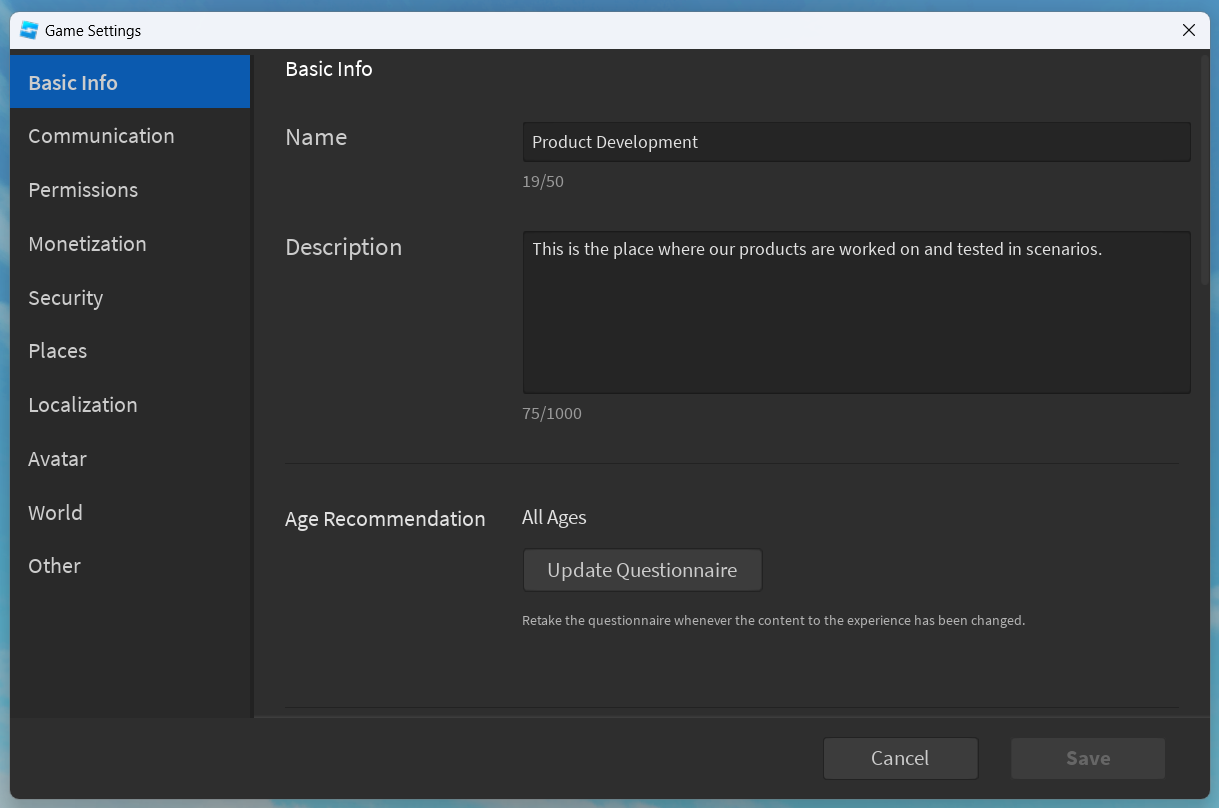 Game Settings
Basic Info
Communication
Permissions
Monetization
Security
Places
Localization
Avatar
World
Other
Basic Info
Name
Product Development
19/50
Description
This is the place where our products are worked on and tested in scenarios.
75/1000
Age Recommendation
All Ages
Update Questionnaire
Retake the questionnaire whenever the content to the experience has been changed.
Cancel
Save